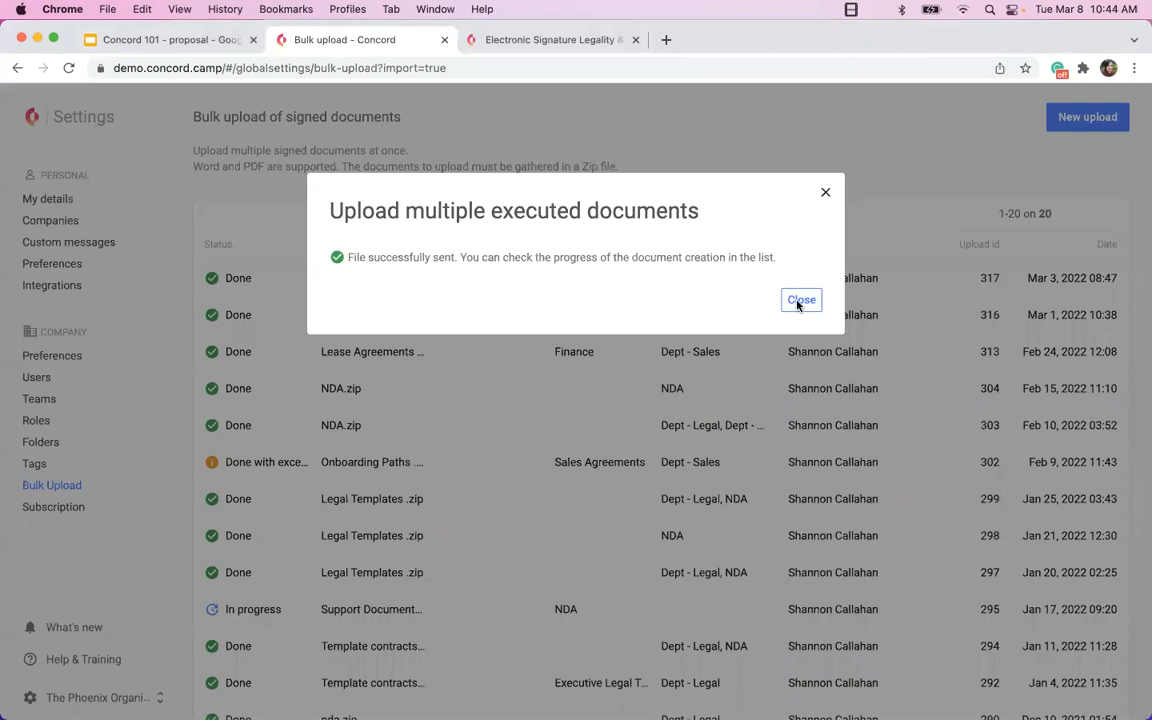 Chrome File Edit View History Bookmarks Profiles Tab Window Help Tue Mar 8 10:44 AM
Concord 101 - proposal - Goo
Bulk upload - Concord
Electronic Signature Legality &
demo.concord.camp/#/globalsettings/bulk-upload?import=true
off
Settings
Bulk upload of signed documents
New upload
Upload multiple signed documents at once.
Word and PDF are supported. The documents to upload must be gathered in a Zip file.
PERSONAL
My details
Companies
Custom messages
Preferences
Integrations
COMPANY
Preferences
Users
Teams
Roles
Folders
Tags
Bulk Upload
Subscription
What's new
Help & Training
The Phoenix Organi...
Upload multiple executed documents
File successfully sent. You can check the progress of the document creation in the list.
Close
1-20 on 20
Status Upload id Date
Done allahan 317 Mar 3, 2022 08:47
Done allahan 316 Mar 1, 2022 10:38
Done Lease Agreements ... Finance Dept - Sales Shannon Callahan 313 Feb 24, 2022 12:08
Done NDA.zip NDA Shannon Callahan 304 Feb 15, 2022 11:10
Done NDA.zip Dept - Legal, Dept - ... Shannon Callahan 303 Feb 10, 2022 03:52
Done with exce... Onboarding Paths .... Sales Agreements Dept - Sales Shannon Callahan 302 Feb 9, 2022 11:43
Done Legal Templates .zip Dept - Legal, NDA Shannon Callahan 299 Jan 25, 2022 03:43
Done Legal Templates .zip NDA Shannon Callahan 298 Jan 21, 2022 12:30
Done Legal Templates .zip Dept - Legal, NDA Shannon Callahan 297 Jan 20, 2022 02:25
In progress Support Document... NDA Shannon Callahan 295 Jan 17, 2022 09:20
Done Template contracts... Dept - Legal, NDA Shannon Callahan 294 Jan 11, 2022 11:28
Done Template contracts... Executive Legal T... Dept - Legal Shannon Callahan 292 Jan 4, 2022 11:35